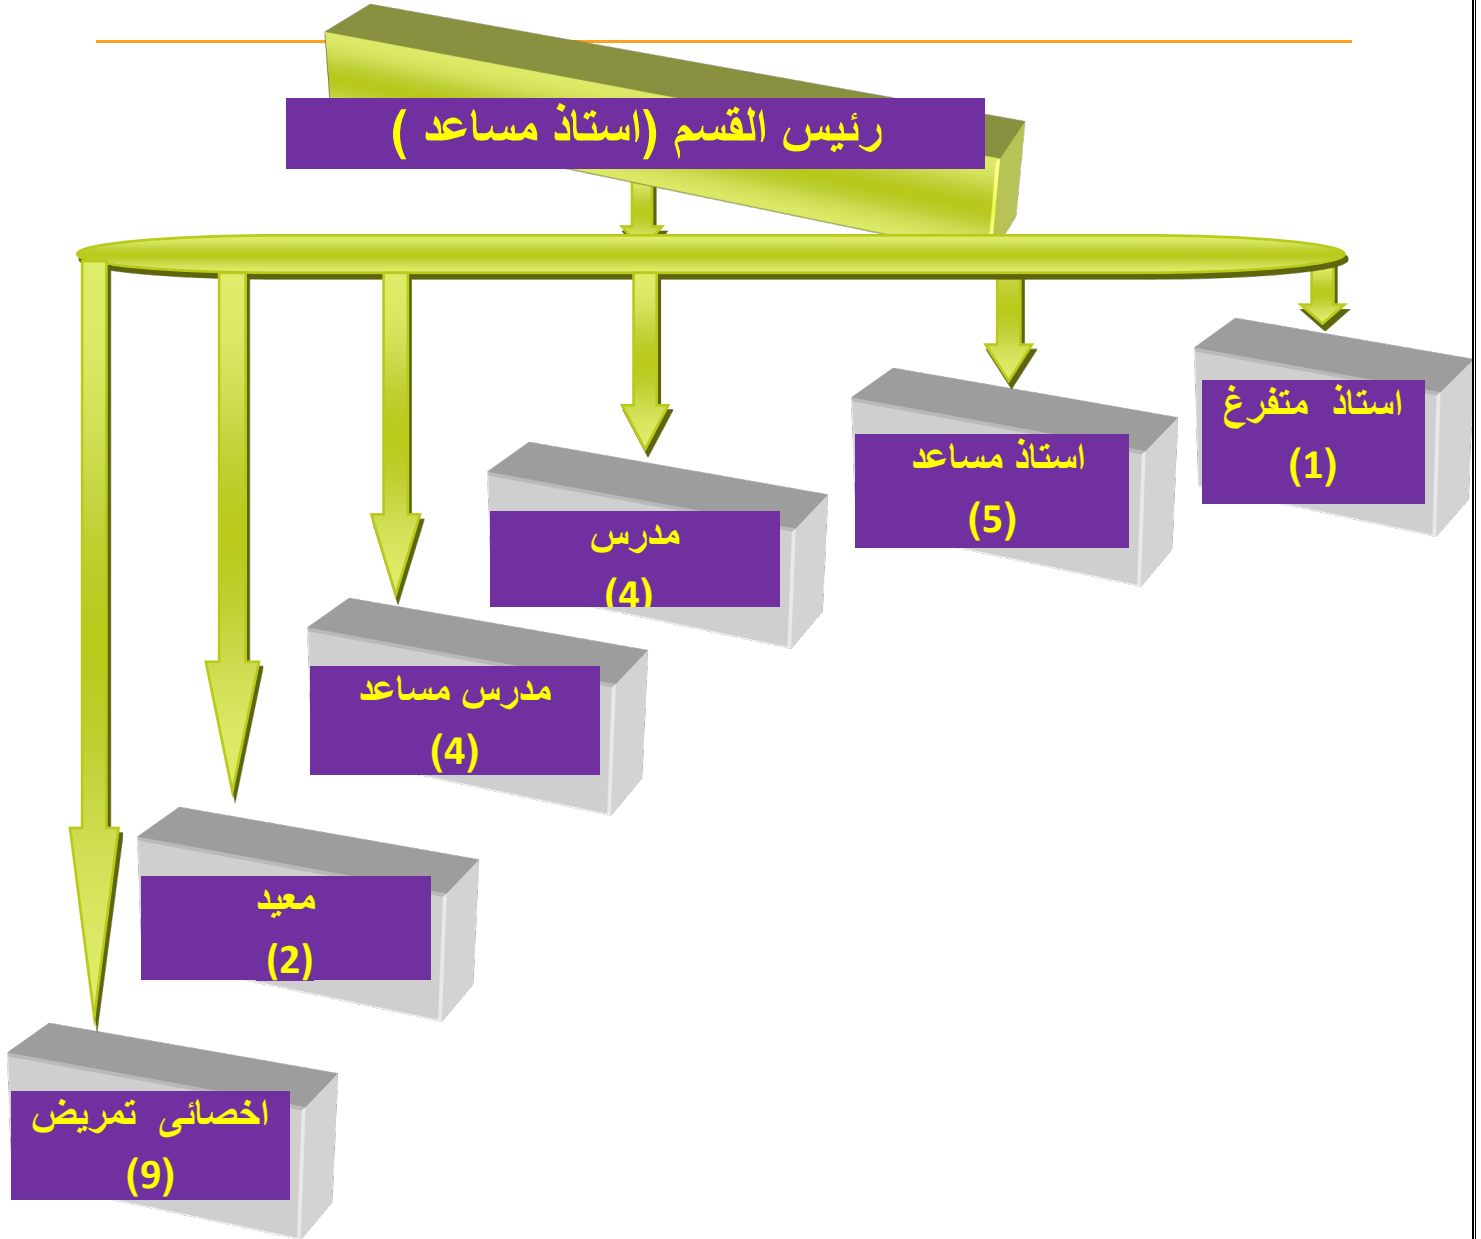 رئيس القسم (استاذ مساعد )
استاذ متفرغ
(1)
استاذ مساعد
(5)
مدرس
(4)
مدرس مساعد
(4)
معيد
(2)
اخصائى تمريض
(9)